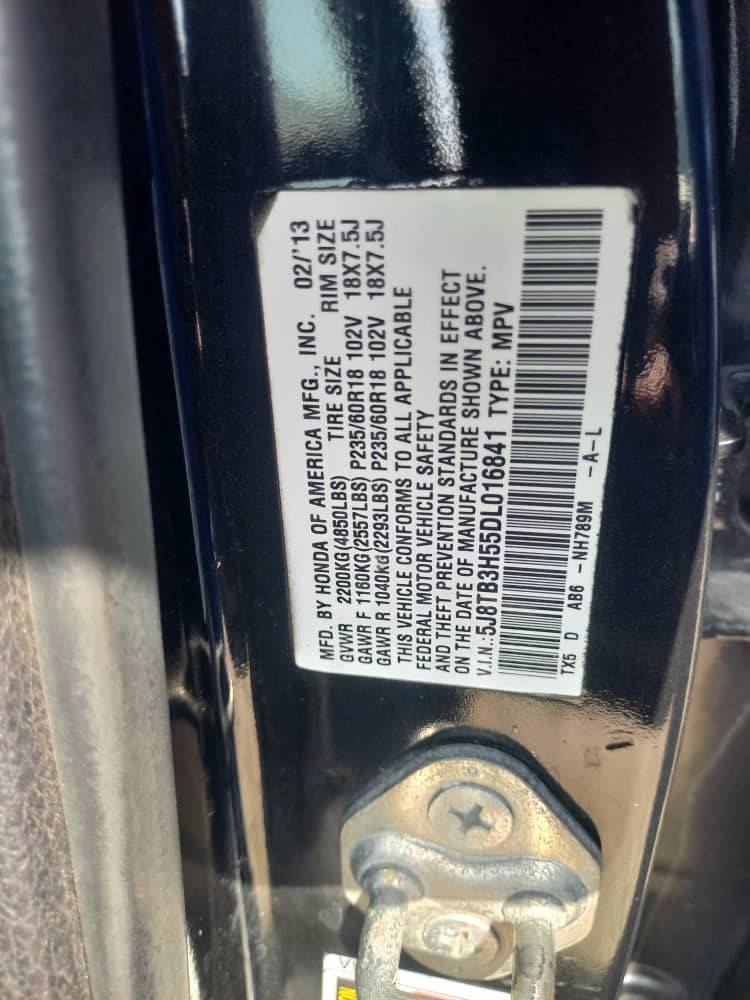 MFD. BY HONDA OF AMERICA MFG., INC. 02/'13
GVWR 2200KG(4850LBS) TIRE SIZE RIM SIZE
GAWR F 1160KG(2557LBS) P235/60R18 102V 18X7.5J
GAWR R 1040KG(2293LBS) P235/60R18 102V 18X7.5J
THIS VEHICLE CONFORMS TO ALL APPLICABLE
FEDERAL MOTOR VEHICLE SAFETY
AND THEFT PREVENTION STANDARDS IN EFFECT
ON THE DATE OF MANUFACTURE SHOWN ABOVE.
V.I.N.:5J8TB3H55DL016841 TYPE: MPV
TX5 D AB6 -NH789M -A-L